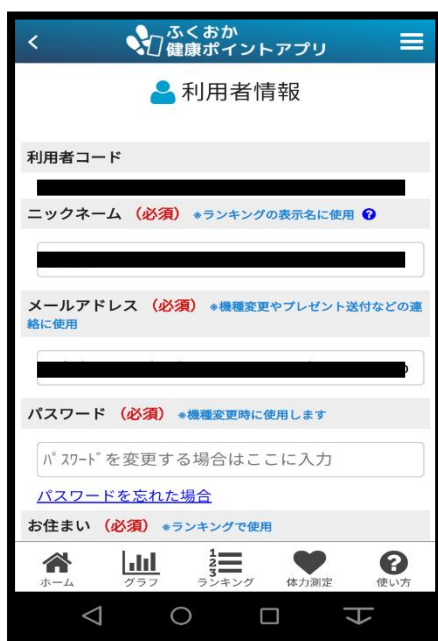 ふくおか
健康ポイントアプリ
利用者情報
利用者コード
ニックネーム (必須) *ランキングの表示名に使用 ?
メールアドレス (必須) *機種変更やプレゼント送付などの連
絡に使用
パスワード (必須) *機種変更時に使用します
ﾊﾟｽﾜｰﾄﾞを変更する場合はここに入力
パスワードを忘れた場合
お住まい (必須) *ランキングで使用
ホーム グラフ ランキング 体力測定 使い方